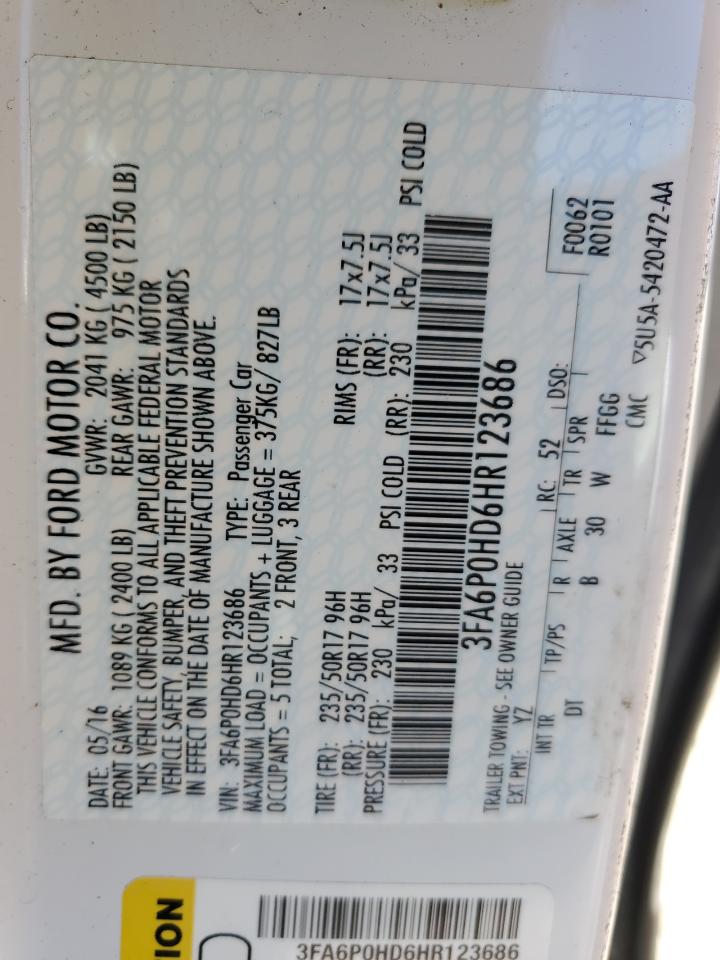 MFD. BY FORD MOTOR CO.
DATE: 05/16 GVWR: 2041 KG ( 4500 LB)
FRONT GAWR: 1089 KG ( 2400 LB) REAR GAWR: 975 KG ( 2150 LB)
THIS VEHICLE CONFORMS TO ALL APPLICABLE FEDERAL MOTOR
VEHICLE SAFETY, BUMPER, AND THEFT PREVENTION STANDARDS
IN EFFECT ON THE DATE OF MANUFACTURE SHOWN ABOVE.
VIN: 3FA6P0HD6HR123686 TYPE: Passenger Car
MAXIMUM LOAD = OCCUPANTS + LUGGAGE = 375KG/ 827LB
OCCUPANTS = 5 TOTAL; 2 FRONT, 3 REAR
TIRE (FR): 235/50R17 96H RIMS (FR): 17x7.5J
(RR): 235/50R17 96H (RR): 17x7.5J
PRESSURE (FR): 230 kPa/ 33 PSI COLD (RR): 230 kPa/ 33 PSI COLD
3FA6P0HD6HR123686
TRAILER TOWING - SEE OWNER GUIDE
EXT PNT: YZ RC: 52 DSO: F0062
R0101
INT TR TP/PS R AXLE TR SPR
DT B 30 W FFGG
CMC ▽5U5A-5420472-AA
ION
3FA6P0HD6HR123686